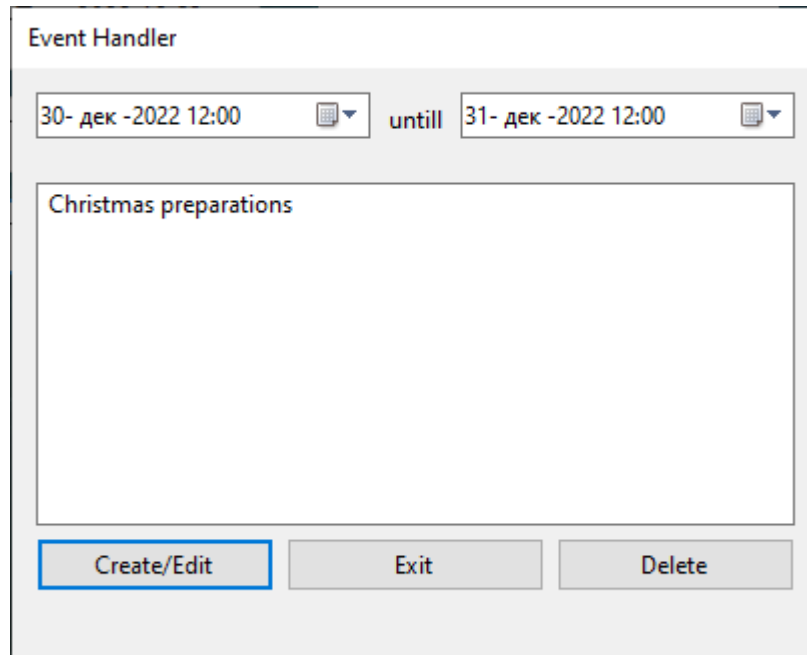 Event Handler
30- дек -2022 12:00 untill 31- дек -2022 12:00
Christmas preparations
Create/Edit Exit Delete